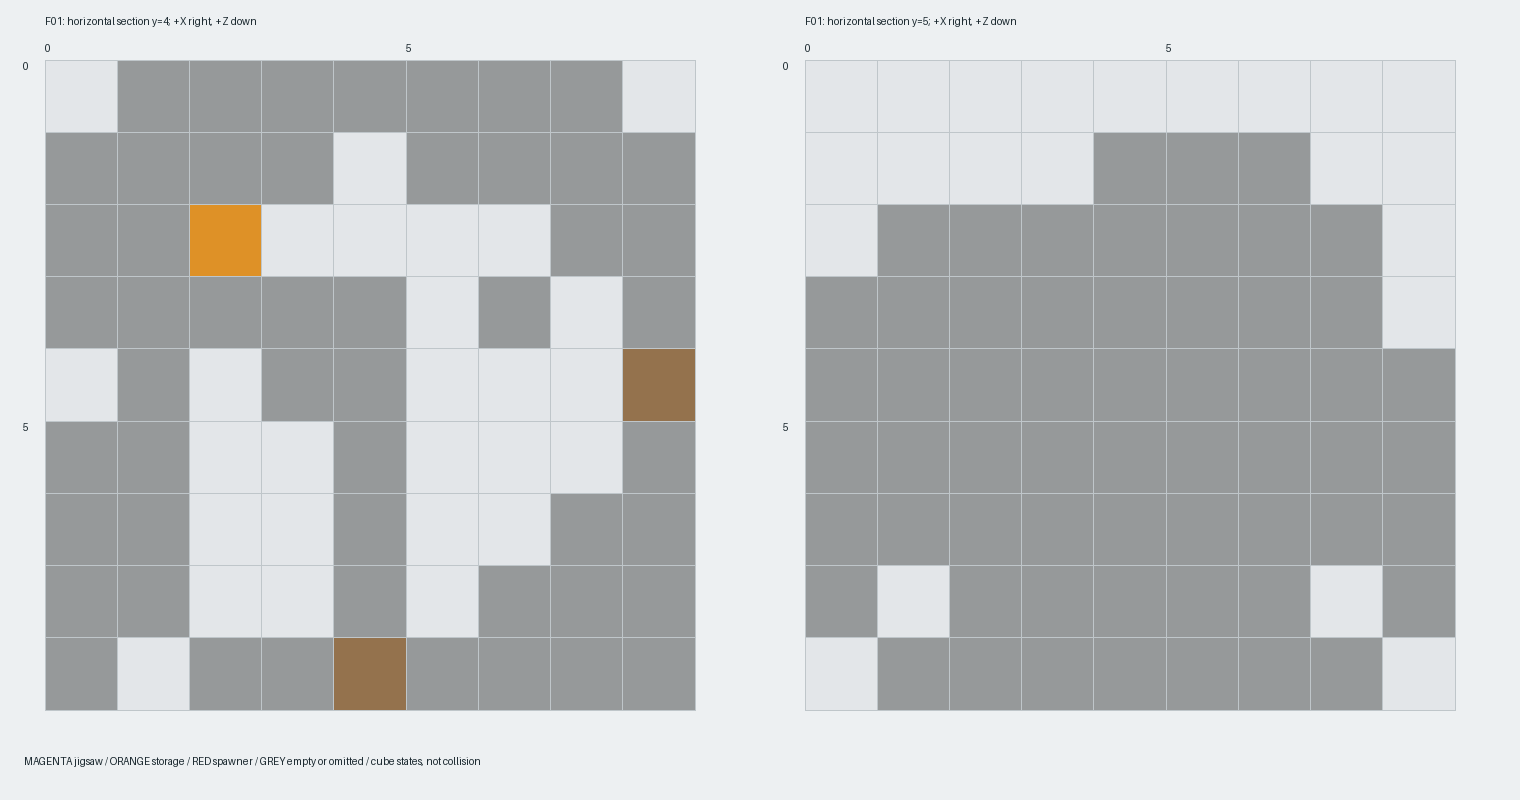 F01: horizontal section y=4; +X right, +Z down
F01: horizontal section y=5; +X right, +Z down
0 5
0 5
0
0
5
5
MAGENTA jigsaw / ORANGE storage / RED spawner / GREY empty or omitted / cube states, not collision